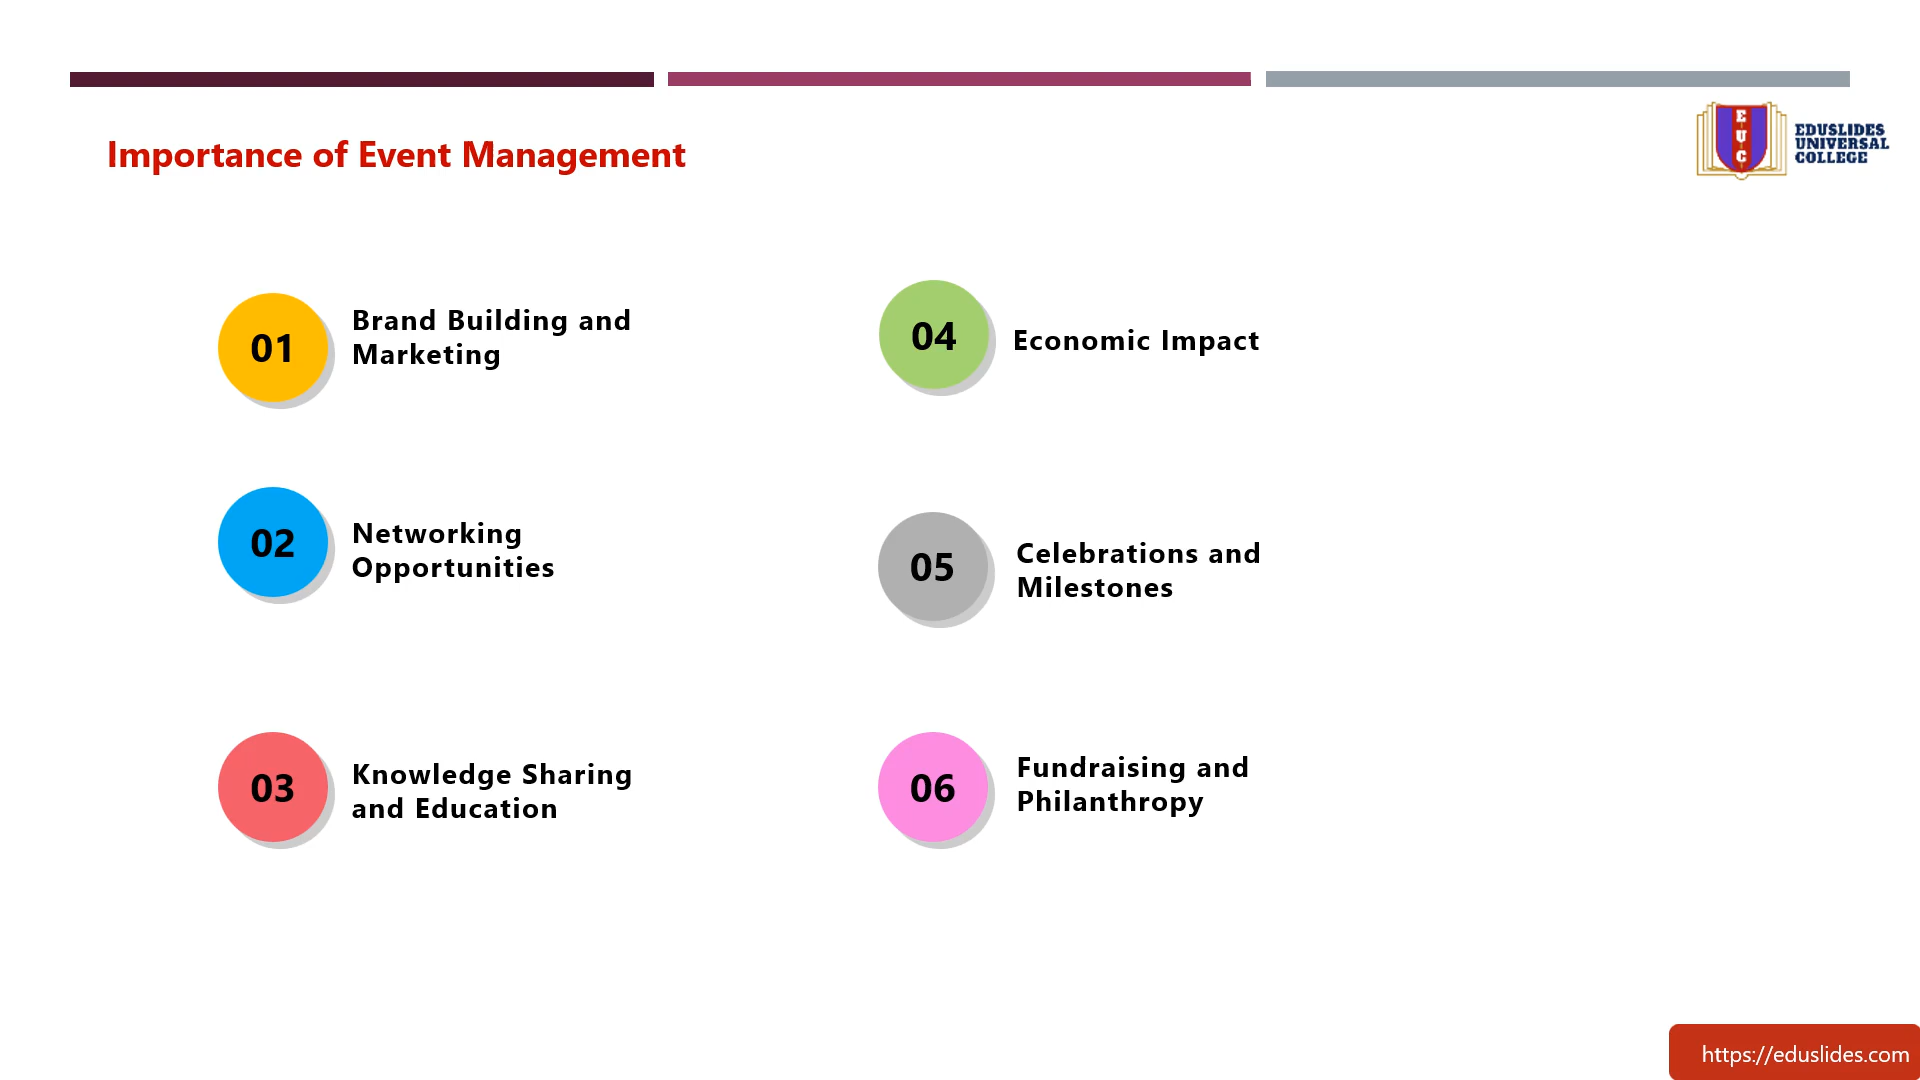 Importance of Event Management
E
U
C
EDUSLIDES
UNIVERSAL
COLLEGE
01
Brand Building and
Marketing
02
Networking
Opportunities
03
Knowledge Sharing
and Education
04
Economic Impact
05
Celebrations and
Milestones
06
Fundraising and
Philanthropy
https://eduslides.com